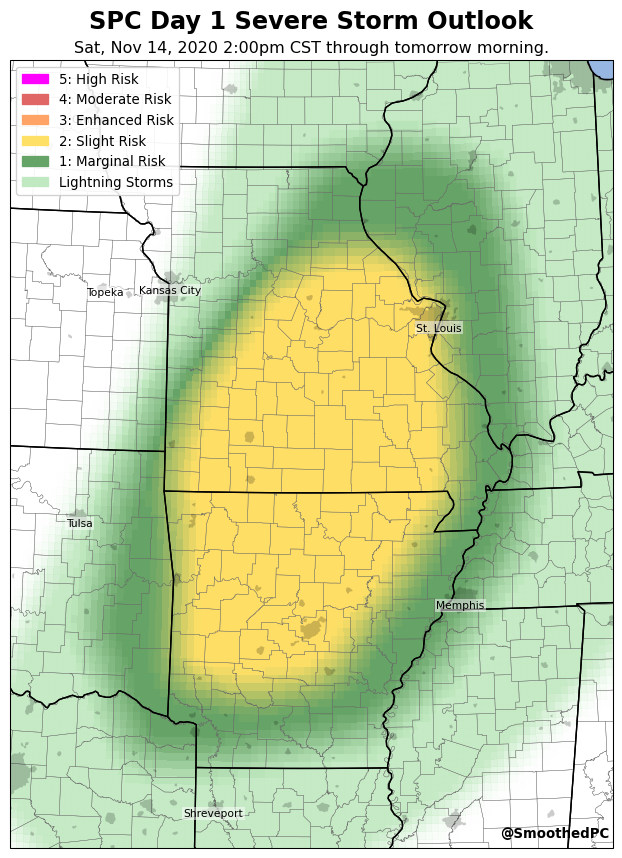 SPC Day 1 Severe Storm Outlook
Sat, Nov 14, 2020 2:00pm CST through tomorrow morning.
5: High Risk
4: Moderate Risk
3: Enhanced Risk
2: Slight Risk
1: Marginal Risk
Lightning Storms
Topeka
Kansas City
St. Louis
Tulsa
Memphis
Shreveport
@SmoothedPC